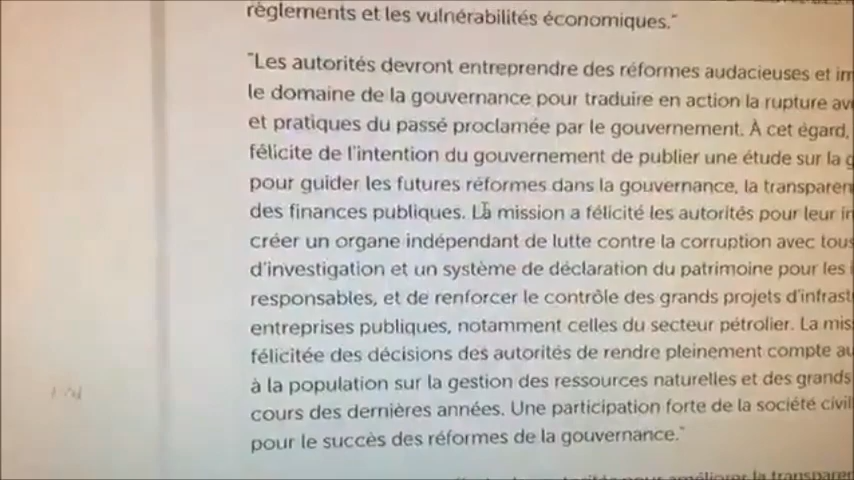 règlements et les vulnérabilités économiques."
"Les autorités devront entreprendre des réformes audacieuses et
le domaine de la gouvernance pour traduire en action la rupture
et pratiques du passé proclamée par le gouvernement. À cet égard,
félicite de l'intention du gouvernement de publier une étude sur la
pour guider les futures réformes dans la gouvernance, la
des finances publiques. La mission a félicité les autorités pour leur
créer un organe indépendant de lutte contre la corruption avec
d'investigation et un système de déclaration du patrimoine pour les
responsables, et de renforcer le contrôle des grands projets
entreprises publiques, notamment celles du secteur pétrolier. La
félicitée des décisions des autorités de rendre pleinement compte
à la population sur la gestion des ressources naturelles et des grands
cours des dernières années. Une participation forte de la société
pour le succès des réformes de la gouvernance."